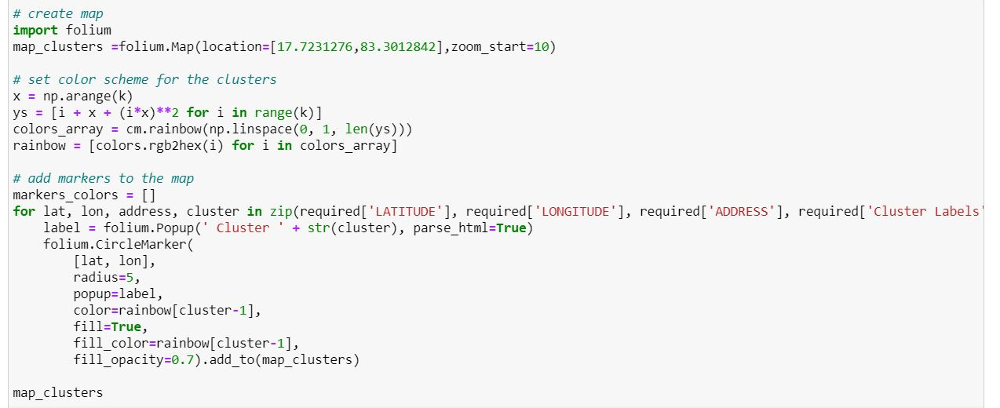 # create map
import folium
map_clusters =folium.Map(location=[17.7231276,83.3012842],zoom_start=10)

# set color scheme for the clusters
x = np.arange(k)
ys = [i + x + (i*x)**2 for i in range(k)]
colors_array = cm.rainbow(np.linspace(0, 1, len(ys)))
rainbow = [colors.rgb2hex(i) for i in colors_array]

# add markers to the map
markers_colors = []
for lat, lon, address, cluster in zip(required['LATITUDE'], required['LONGITUDE'], required['ADDRESS'], required['Cluster Labels'
    label = folium.Popup(' Cluster ' + str(cluster), parse_html=True)
    folium.CircleMarker(
        [lat, lon],
        radius=5,
        popup=label,
        color=rainbow[cluster-1],
        fill=True,
        fill_color=rainbow[cluster-1],
        fill_opacity=0.7).add_to(map_clusters)

map_clusters